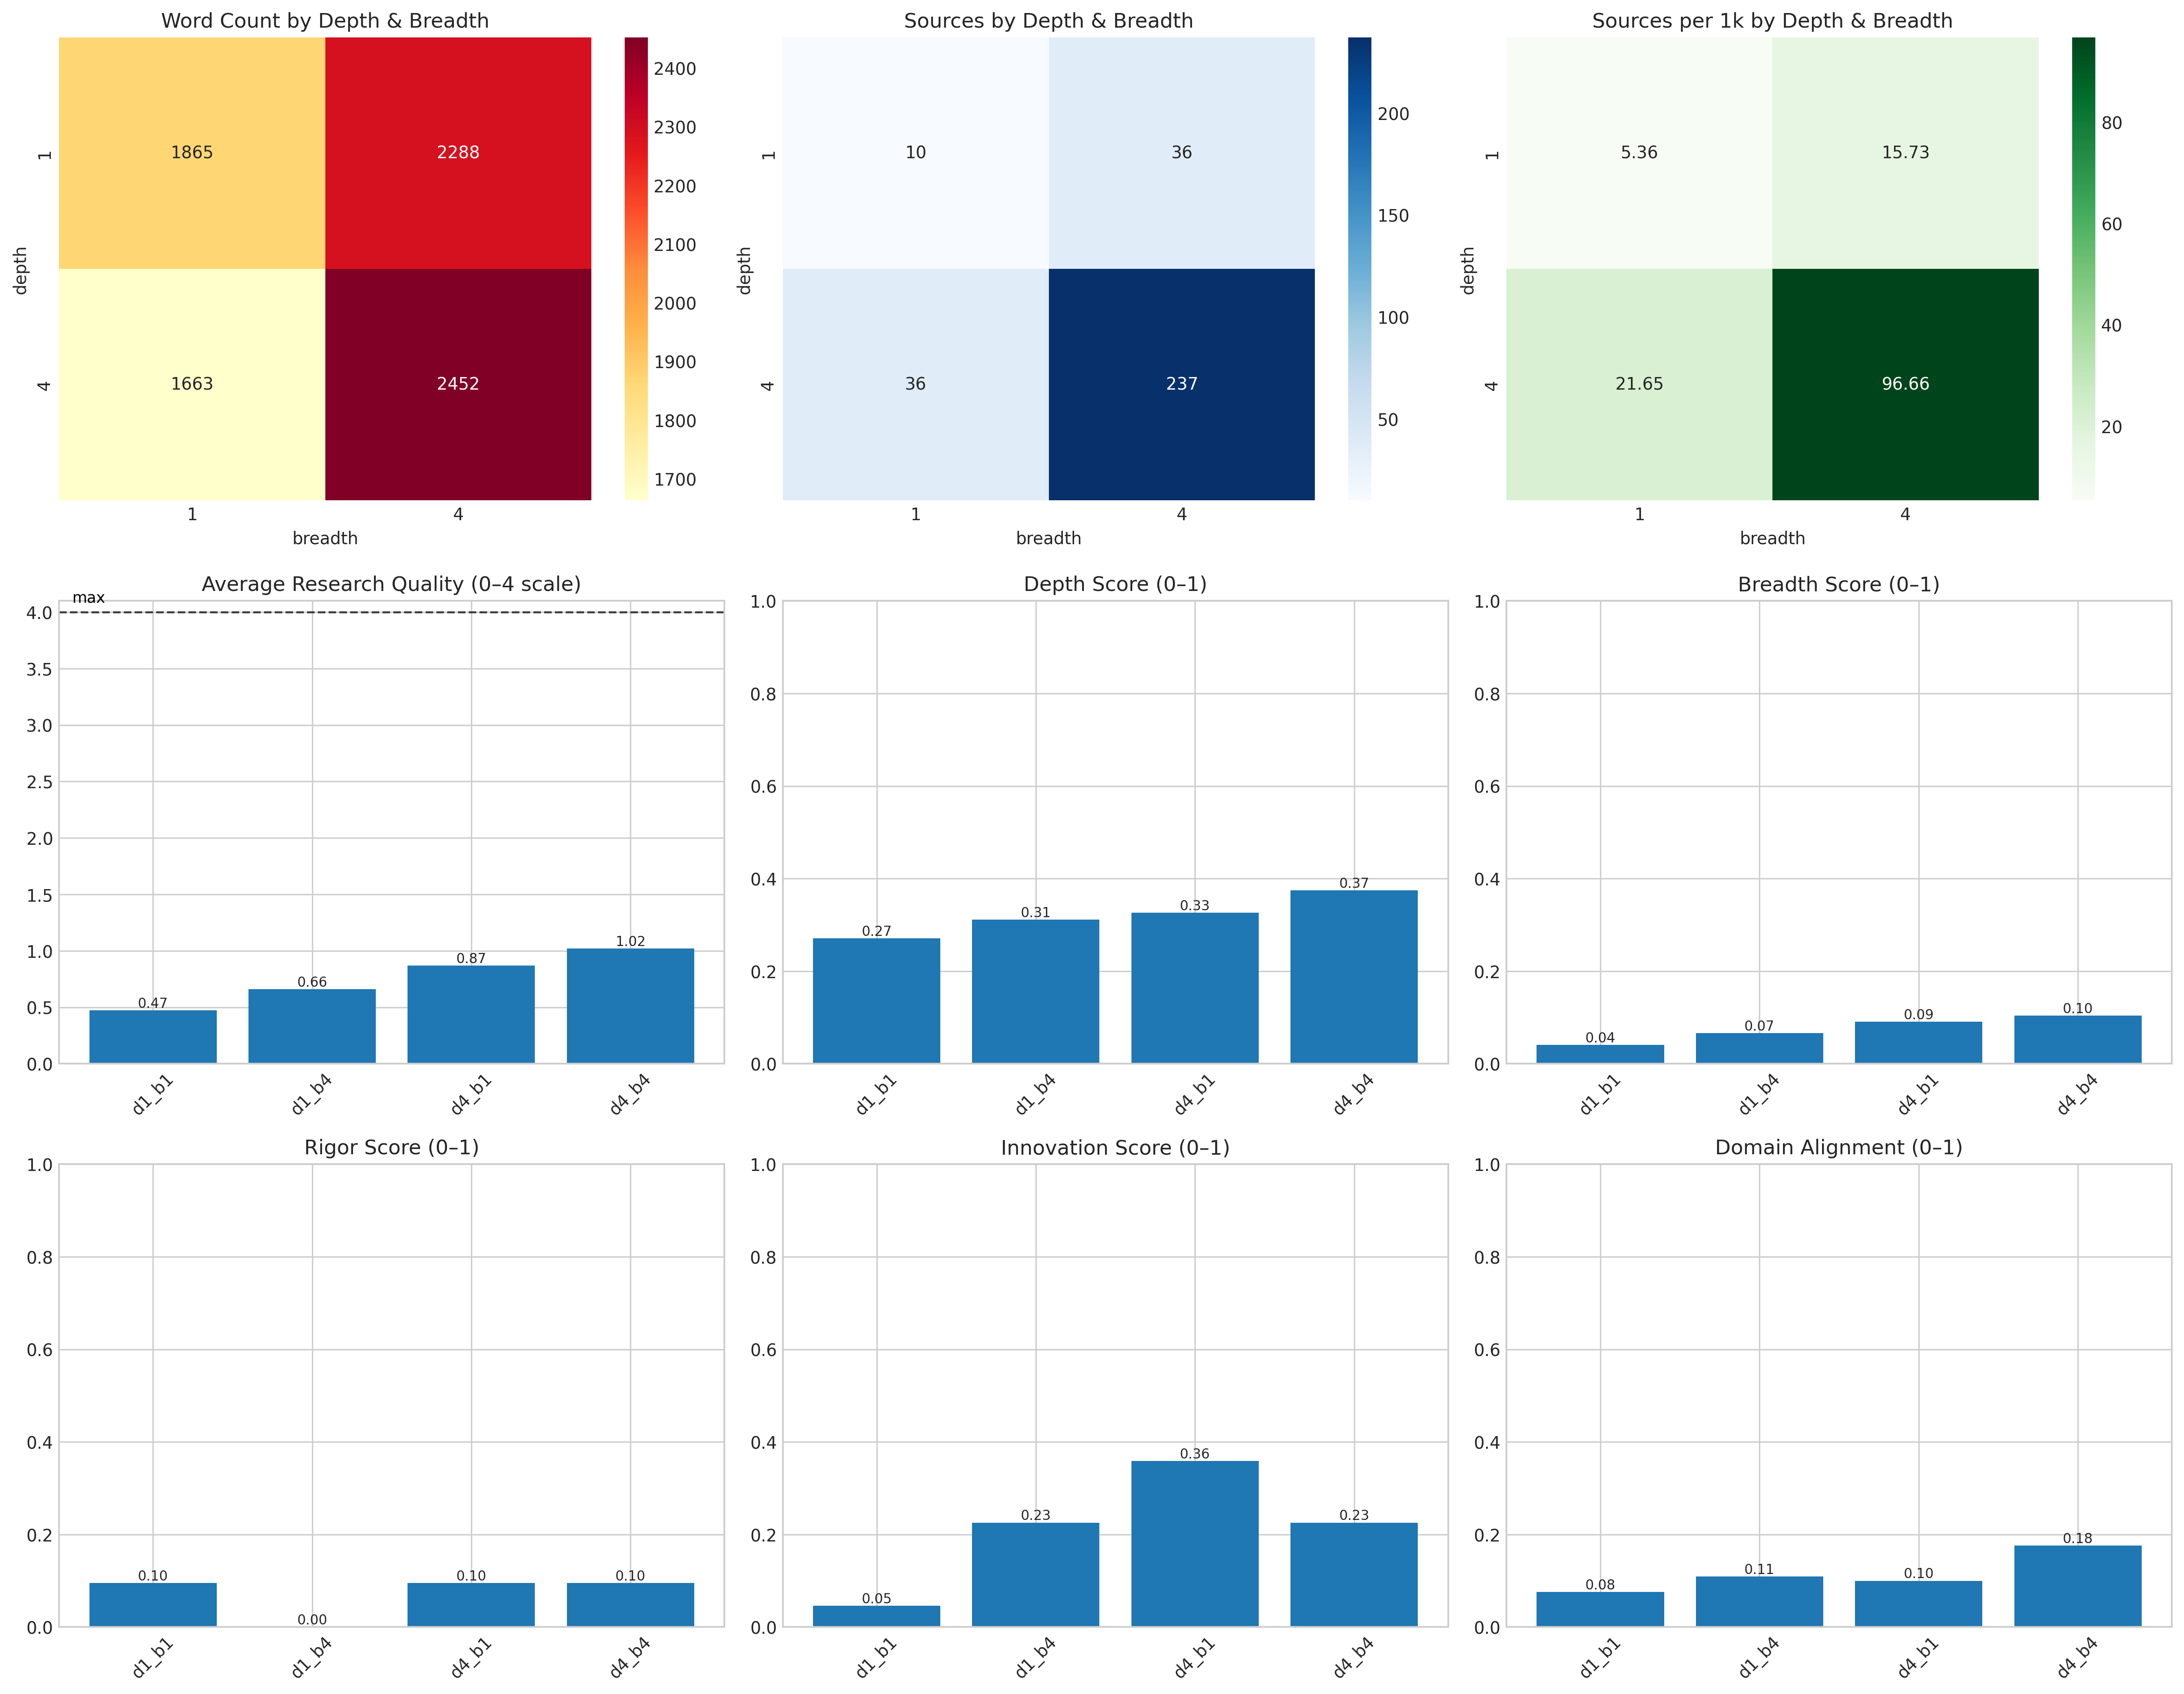 Word Count by Depth & Breadth
1865
2288
1663
2452
1
4
depth
1
4
breadth
2400
2300
2200
2100
2000
1900
1800
1700
Sources by Depth & Breadth
10
36
36
237
1
4
depth
1
4
breadth
200
150
100
50
Sources per 1k by Depth & Breadth
5.36
15.73
21.65
96.66
1
4
depth
1
4
breadth
80
60
40
20
Average Research Quality (0–4 scale)
max
4.0
3.5
3.0
2.5
2.0
1.5
1.0
0.5
0.0
0.47
0.66
0.87
1.02
d1_b1
d1_b4
d4_b1
d4_b4
Depth Score (0–1)
1.0
0.8
0.6
0.4
0.2
0.0
0.27
0.31
0.33
0.37
d1_b1
d1_b4
d4_b1
d4_b4
Breadth Score (0–1)
1.0
0.8
0.6
0.4
0.2
0.0
0.04
0.07
0.09
0.10
d1_b1
d1_b4
d4_b1
d4_b4
Rigor Score (0–1)
1.0
0.8
0.6
0.4
0.2
0.0
0.10
0.00
0.10
0.10
d1_b1
d1_b4
d4_b1
d4_b4
Innovation Score (0–1)
1.0
0.8
0.6
0.4
0.2
0.0
0.05
0.23
0.36
0.23
d1_b1
d1_b4
d4_b1
d4_b4
Domain Alignment (0–1)
1.0
0.8
0.6
0.4
0.2
0.0
0.08
0.11
0.10
0.18
d1_b1
d1_b4
d4_b1
d4_b4